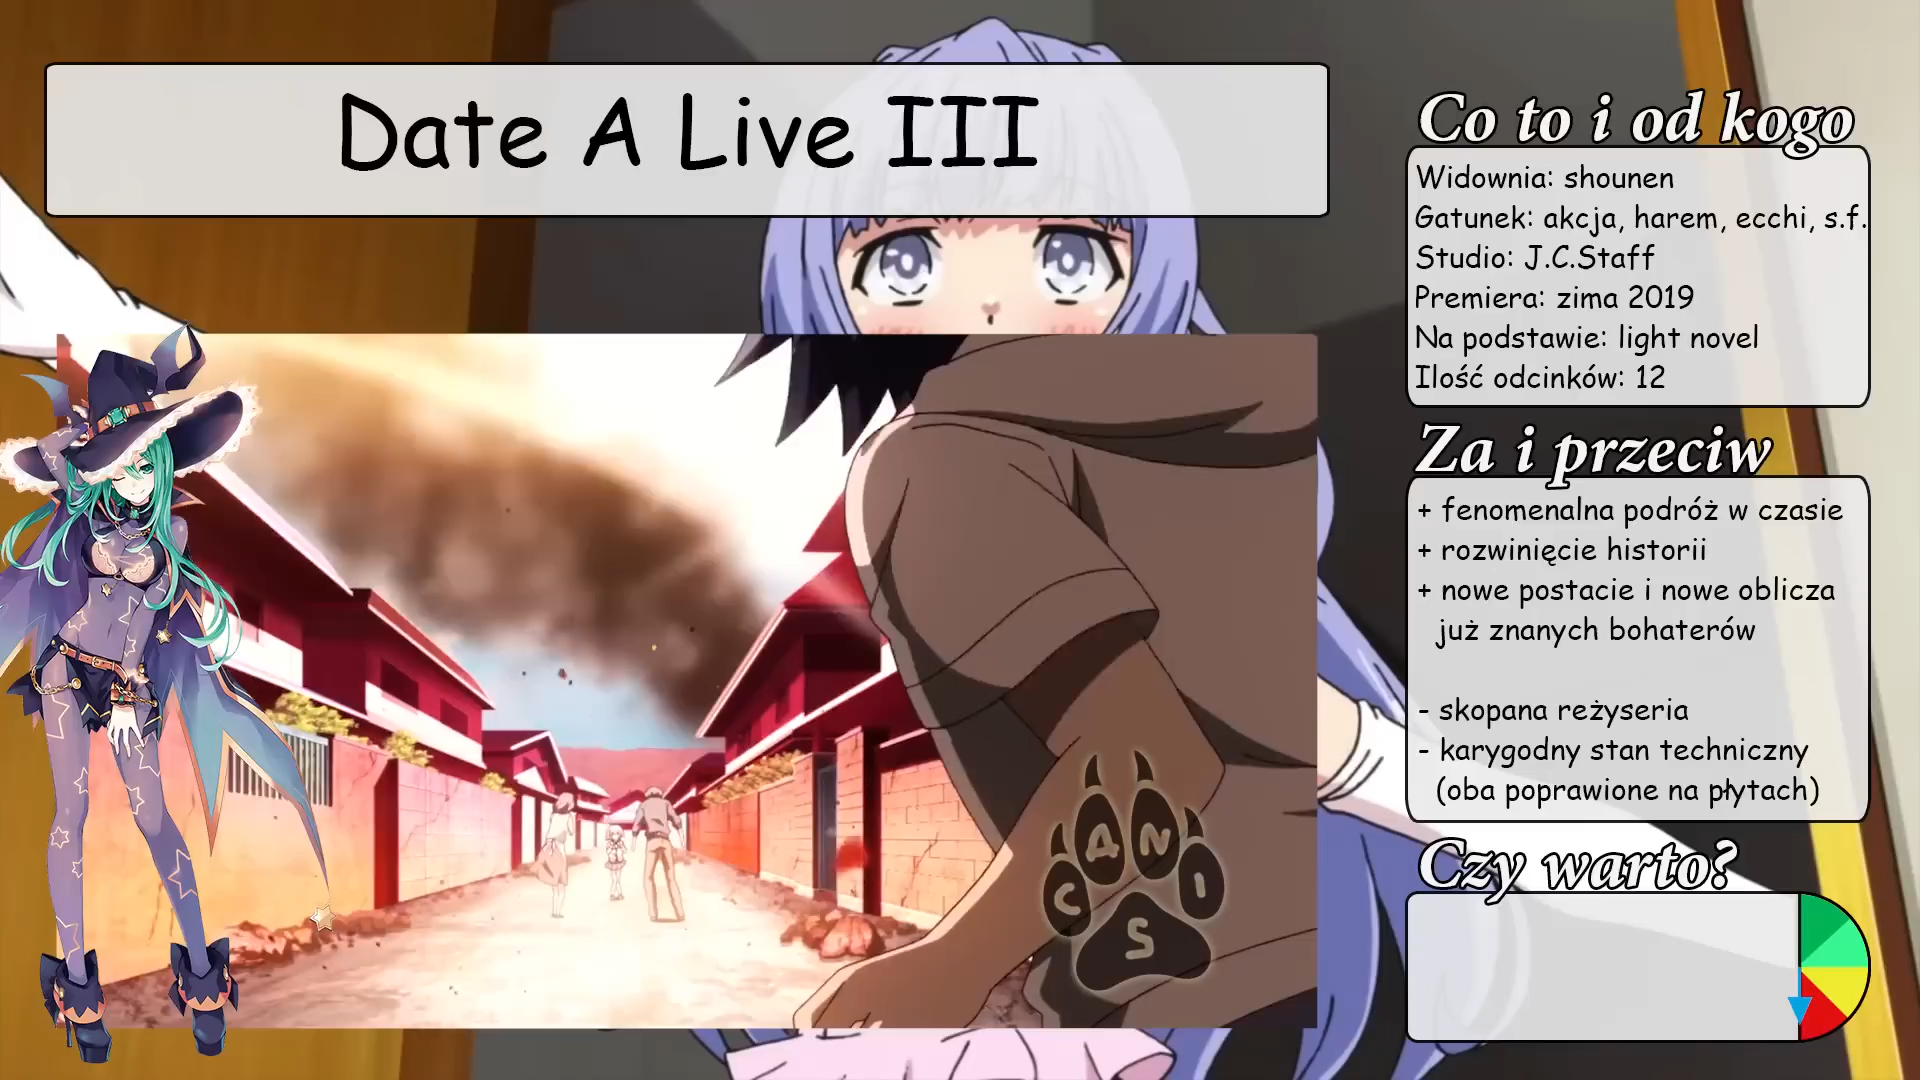 Date A Live III
Co to i od kogo
Widownia: shounen
Gatunek: akcja, harem, ecchi, s.f.
Studio: J.C.Staff
Premiera: zima 2019
Na podstawie: light novel
Ilość odcinków: 12
Za i przeciw
+ fenomenalna podróż w czasie
+ rozwinięcie historii
+ nowe postacie i nowe oblicza
już znanych bohaterów
- skopana reżyseria
- karygodny stan techniczny
(oba poprawione na płytach)
Czy warto?
CANDS